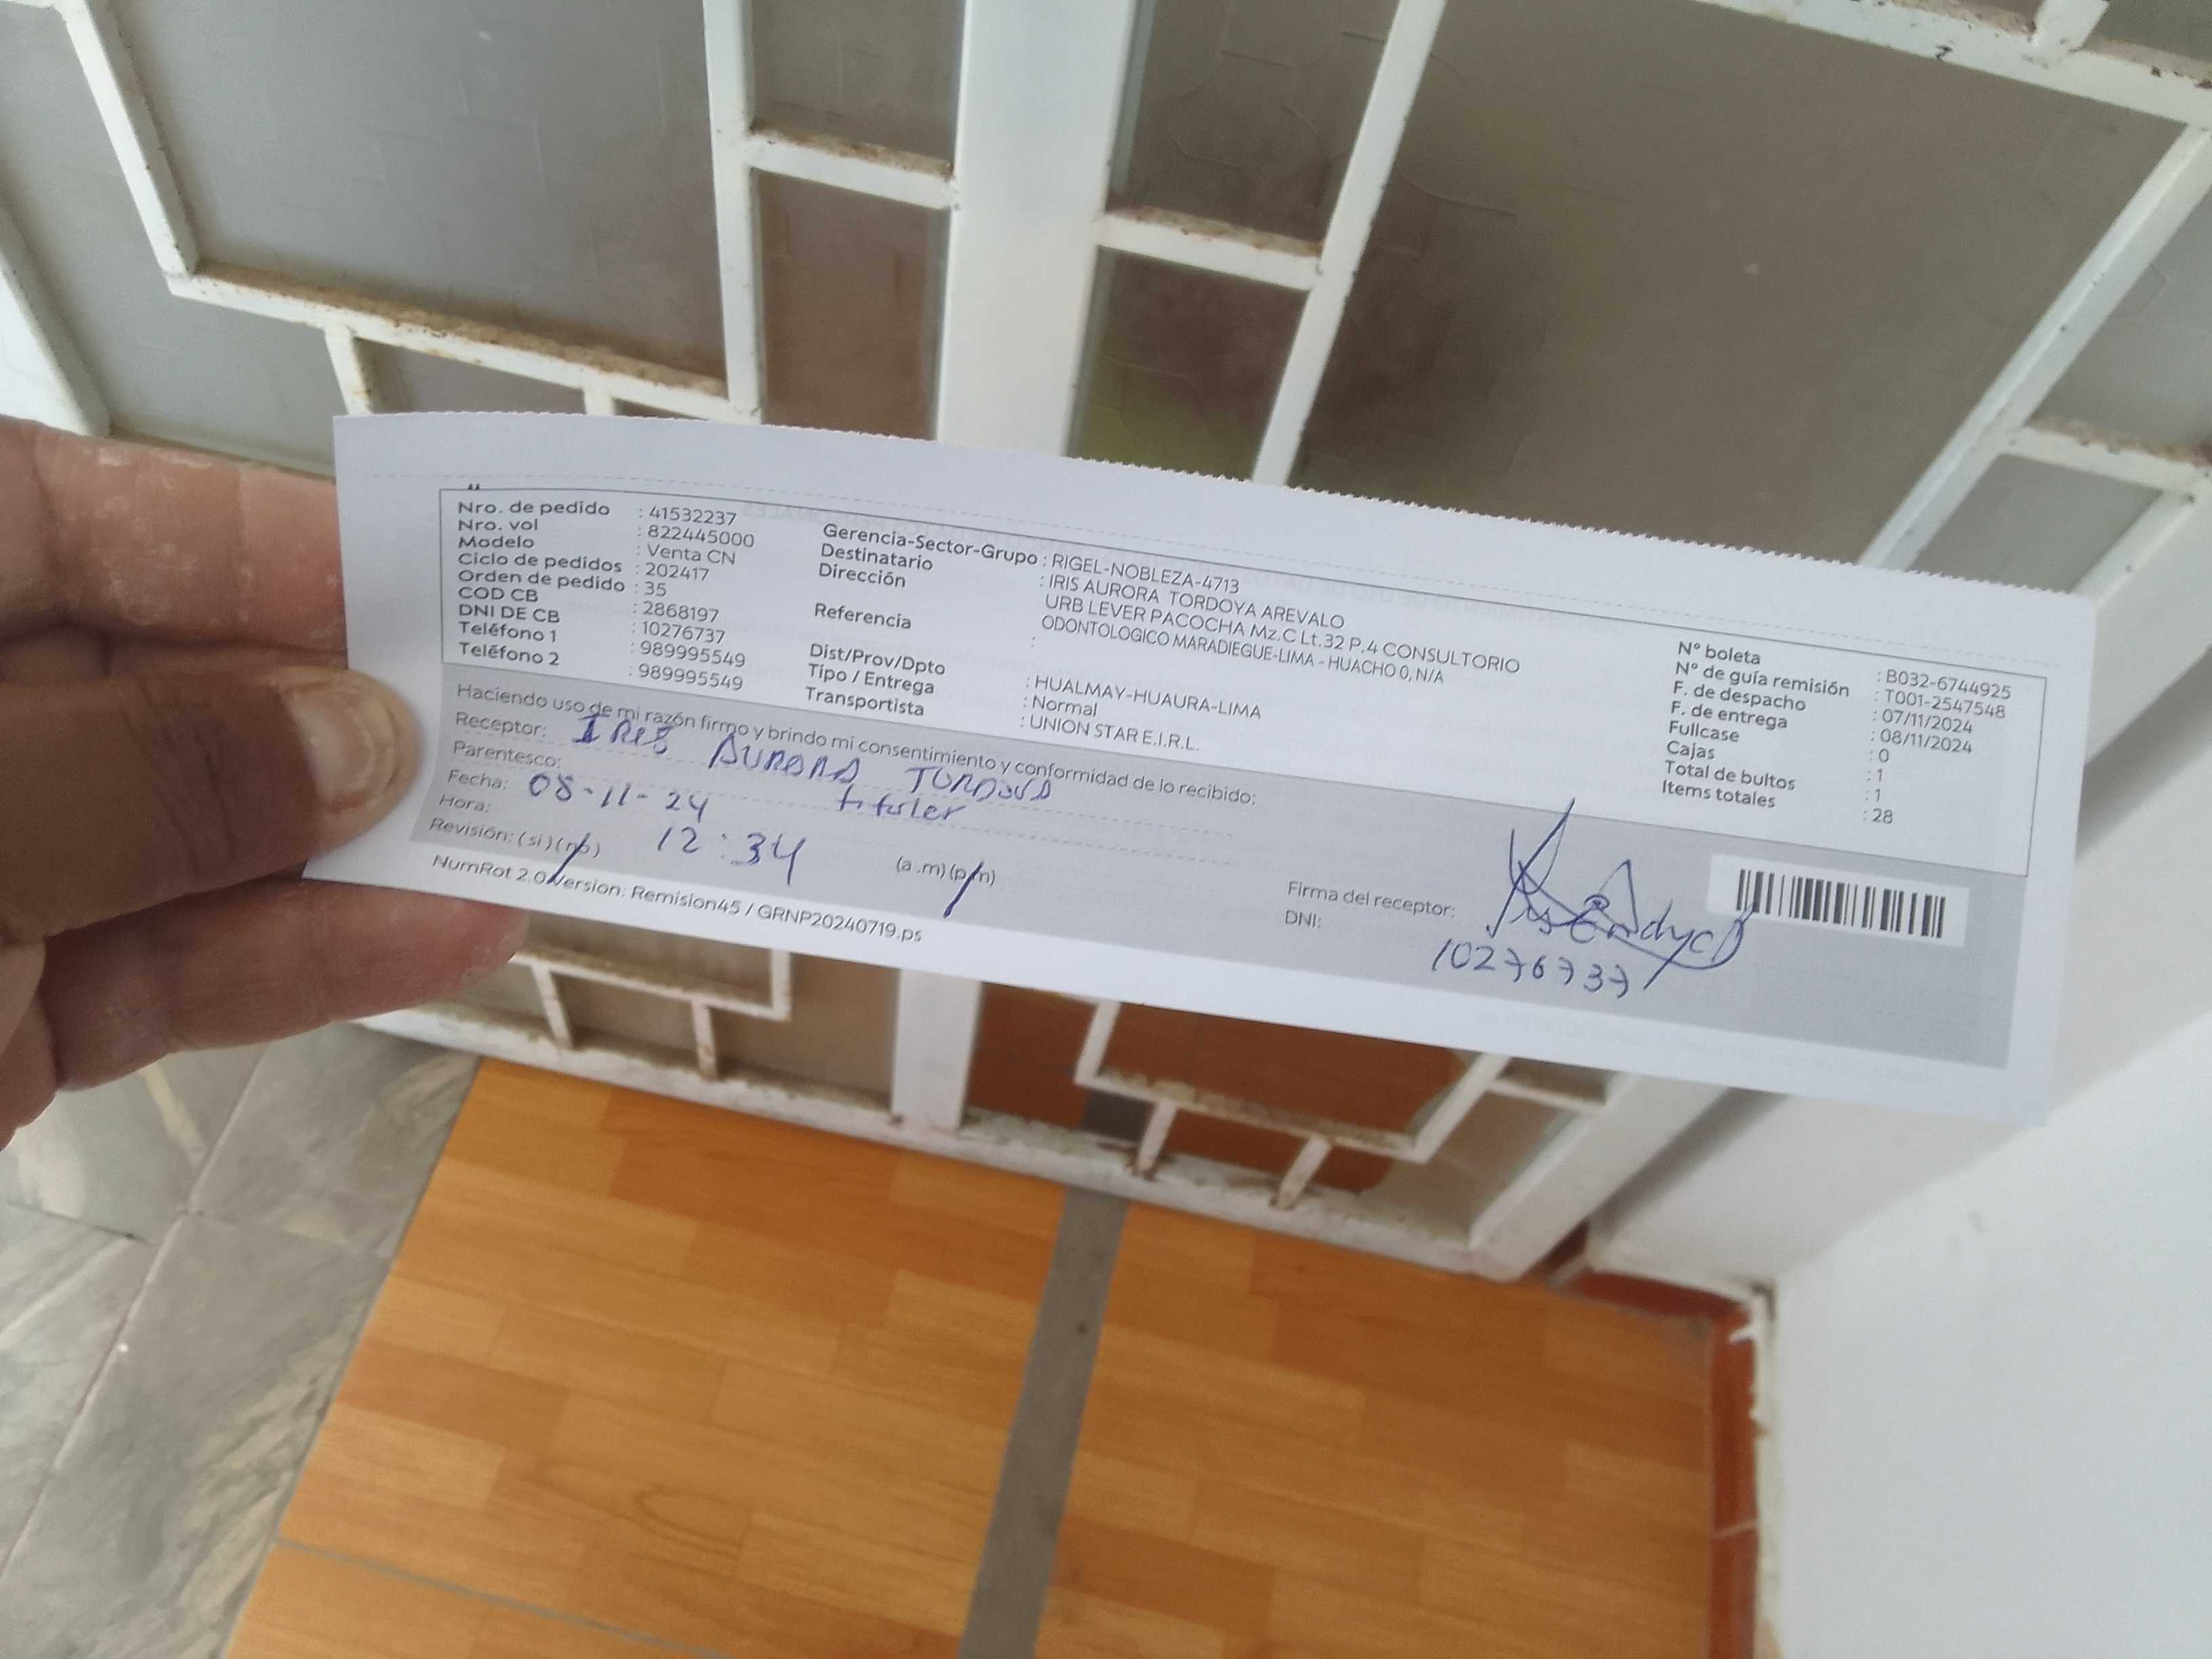 Nro. de pedido : 41532237
Nro. vol : 822445000
Modelo : Venta CN
Ciclo de pedidos : 202417
Orden de pedido : 35
COD CB : 2868197
DNI DE CB : 10276737
Teléfono 1 : 989995549
Teléfono 2 : 989995549
Gerencia-Sector-Grupo : RIGEL-NOBLEZA-4713
Destinatario : IRIS AURORA TORDOYA AREVALO
Dirección URB LEVER PACOCHA Mz.C Lt.32 P.4 CONSULTORIO
ODONTOLOGICO MARADIEGUE-LIMA - HUACHO 0, N/A
Referencia :
Dist/Prov/Dpto : HUALMAY-HUAURA-LIMA
Tipo / Entrega : Normal
Transportista : UNION STAR E.I.R.L.
N° boleta : B032-6744925
N° de guía remisión : T001-2547548
F. de despacho : 07/11/2024
F. de entrega : 08/11/2024
Fullcase : 0
Cajas : 1
Total de bultos : 1
Items totales : 28
Haciendo uso de mi razón firmo y brindo mi consentimiento y conformidad de lo recibido:
Receptor: IRIS AURORA TORDOYA
Parentesco: titular
Fecha: 08-11-24
Hora: 12:34 (a .m) (p.m)
Revisión: (si) (no)
Firma del receptor:
DNI: 10276737
NumRot 2.0 Version: Remision45 / GRNP20240719.ps